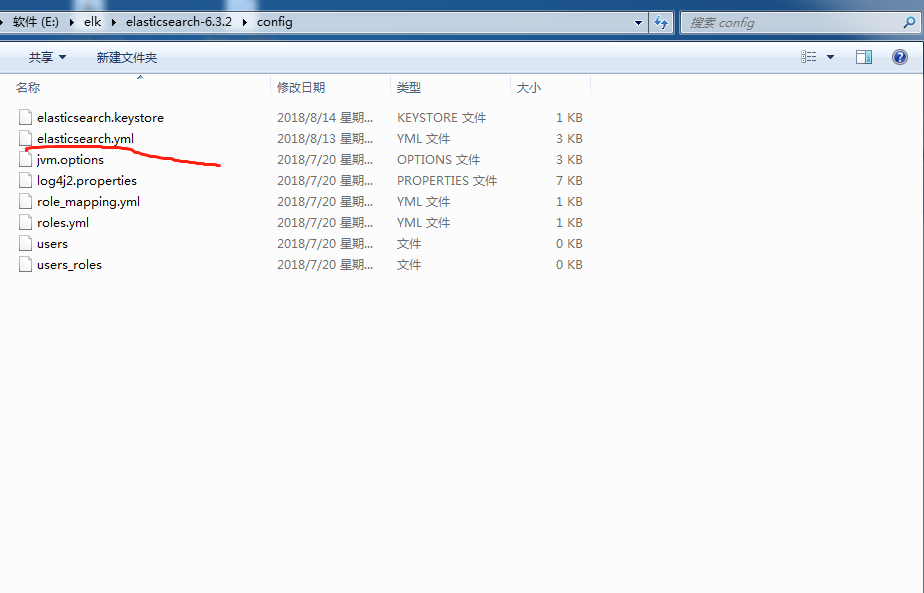 软件 (E:) elk elasticsearch-6.3.2 config 搜索 config
共享 新建文件夹
名称 修改日期 类型 大小
elasticsearch.keystore 2018/8/14 星期... KEYSTORE 文件 1 KB
elasticsearch.yml 2018/8/13 星期... YML 文件 3 KB
jvm.options 2018/7/20 星期... OPTIONS 文件 3 KB
log4j2.properties 2018/7/20 星期... PROPERTIES 文件 7 KB
role_mapping.yml 2018/7/20 星期... YML 文件 1 KB
roles.yml 2018/7/20 星期... YML 文件 1 KB
users 2018/7/20 星期... 文件 0 KB
users_roles 2018/7/20 星期... 文件 0 KB